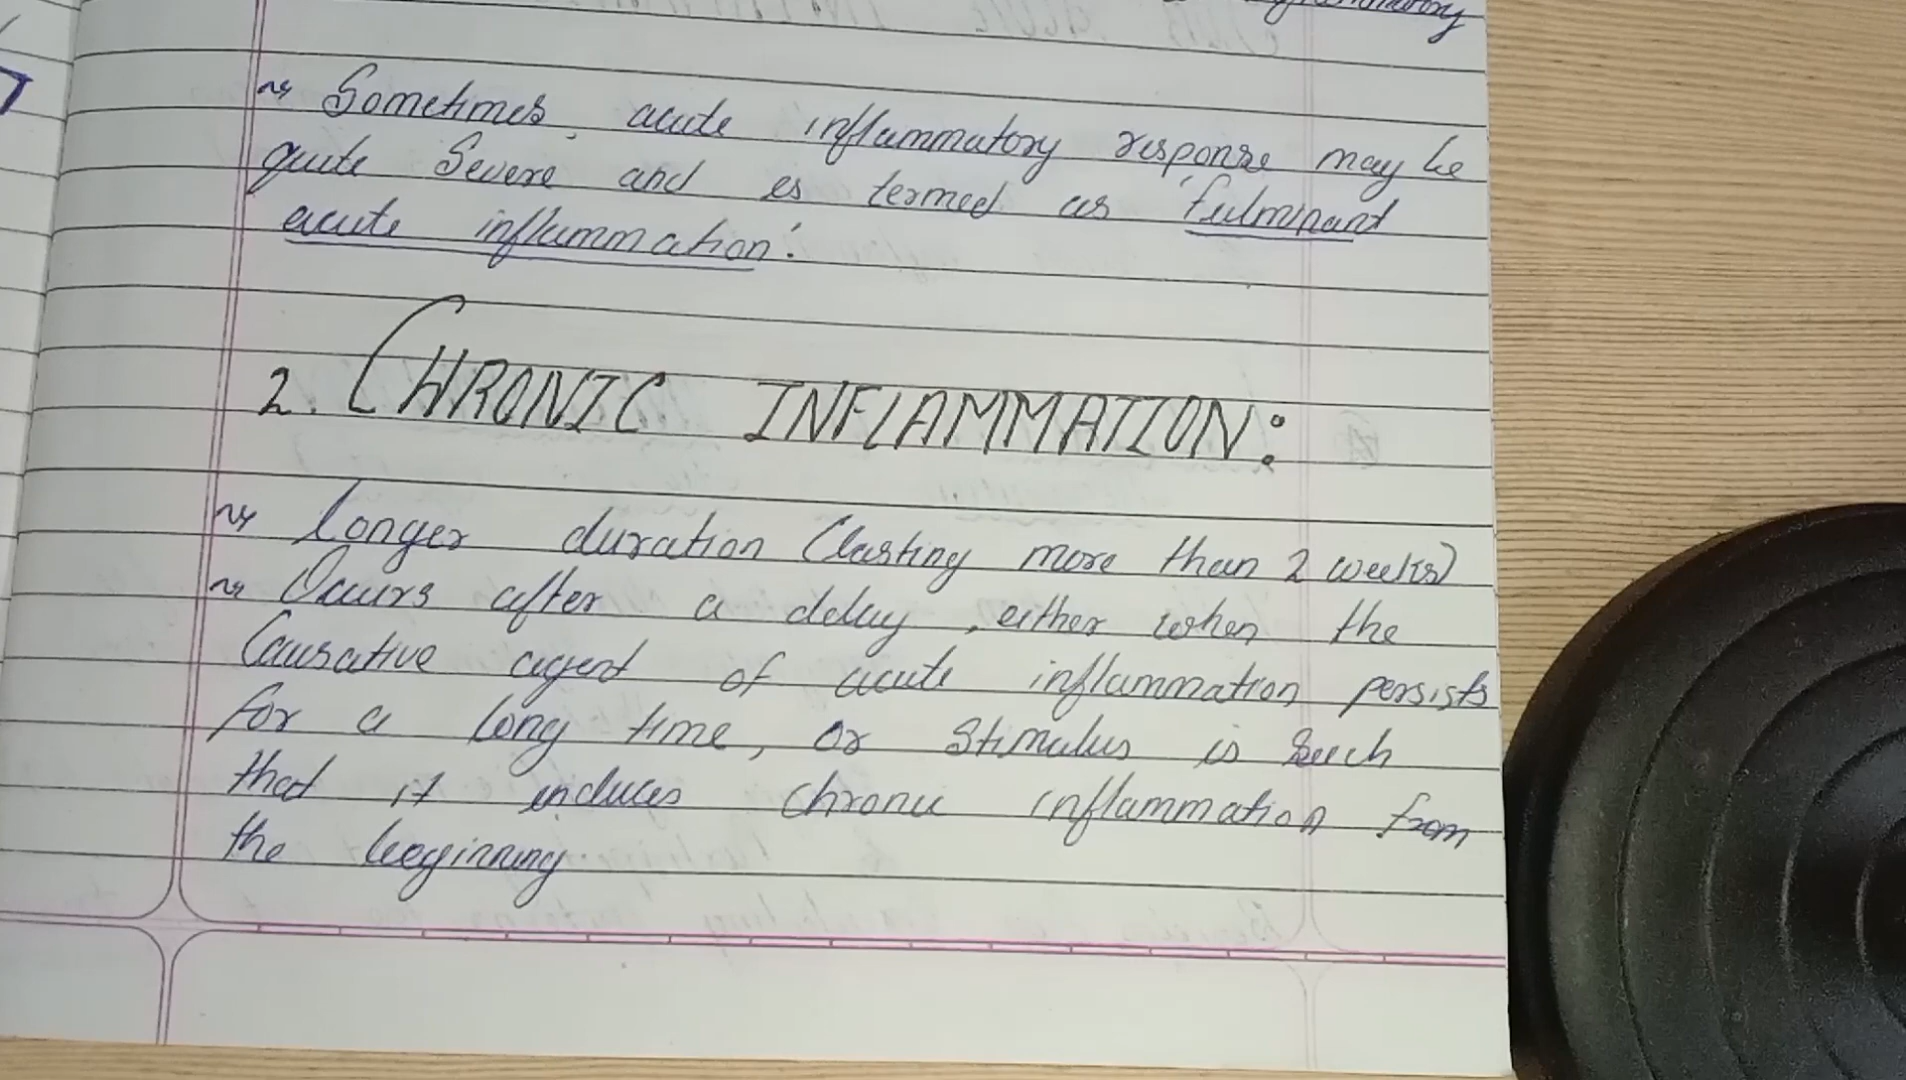 Sometimes, acute inflammatory response may be
quite Severe and is termed as 'fulminant
acute inflammation'.
2. CHRONIC INFLAMMATION:
Longer duration (lasting more than 2 weeks)
Occurs after a delay, either when the
Causative agent of acute inflammation persists
for a long time, or stimulus is such
that it induces chronic inflammation from
the beginning